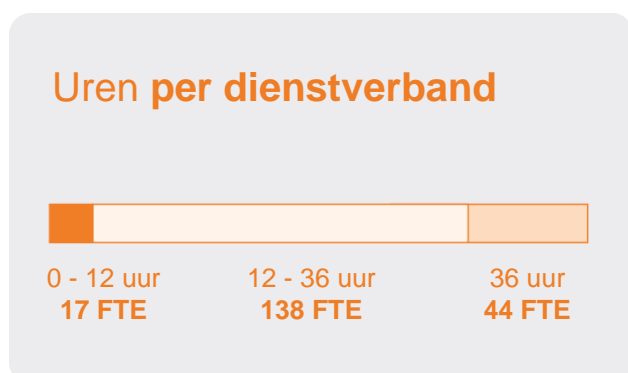 Uren per dienstverband
0 - 12 uur 12 - 36 uur 36 uur
17 FTE 138 FTE 44 FTE